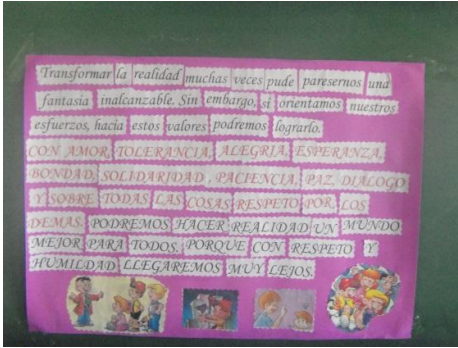 Transformar la realidad muchas veces pude paresernos una
fantasia inalcanzable. Sin embargo, si orientamos nuestros
esfuerzos, hacia estos valores podremos lograrlo.
CON AMOR, TOLERANCIA, ALEGRIA, ESPERANZA,
BONDAD, SOLIDARIDAD, PACIENCIA, PAZ, DIALOGO
Y SOBRE TODAS LAS COSAS RESPETO POR LOS
DEMAS. PODREMOS HACER REALIDAD UN MUNDO
MEJOR PARA TODOS, PORQUE CON RESPETO Y
HUMILDAD LLEGAREMOS MUY LEJOS.